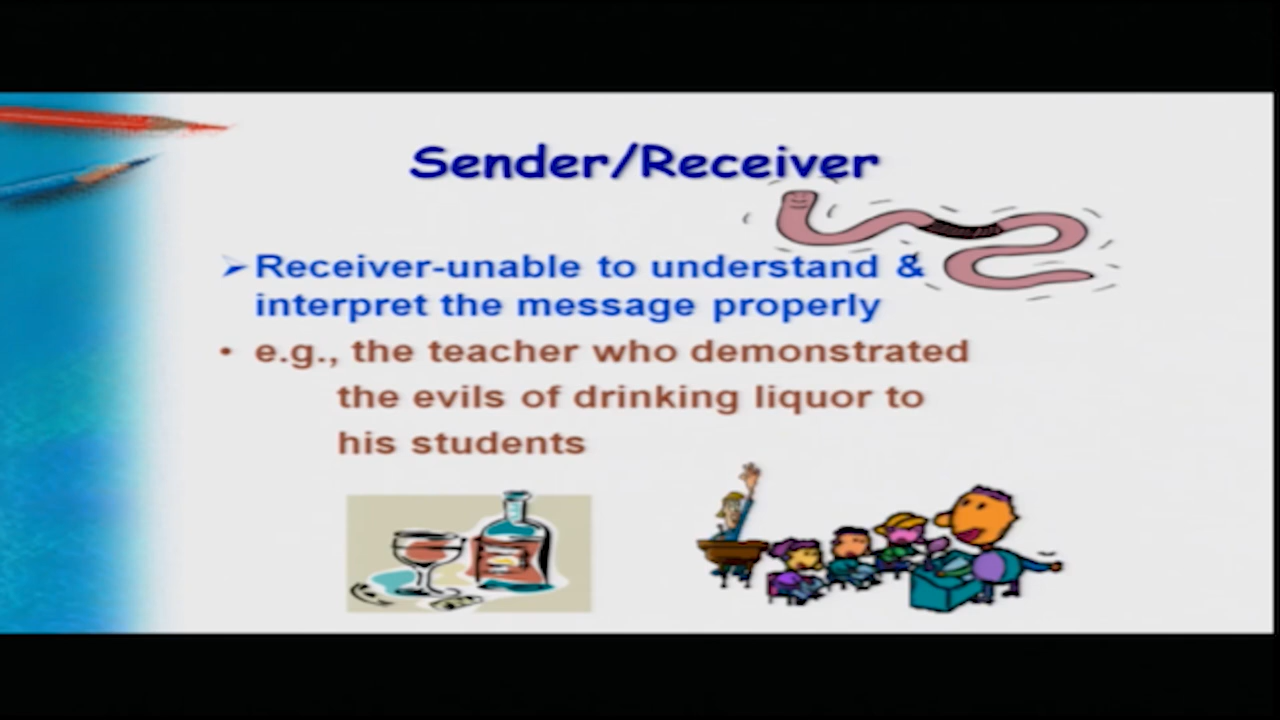 Sender/Receiver
➢Receiver-unable to understand &
interpret the message properly
• e.g., the teacher who demonstrated
the evils of drinking liquor to
his students